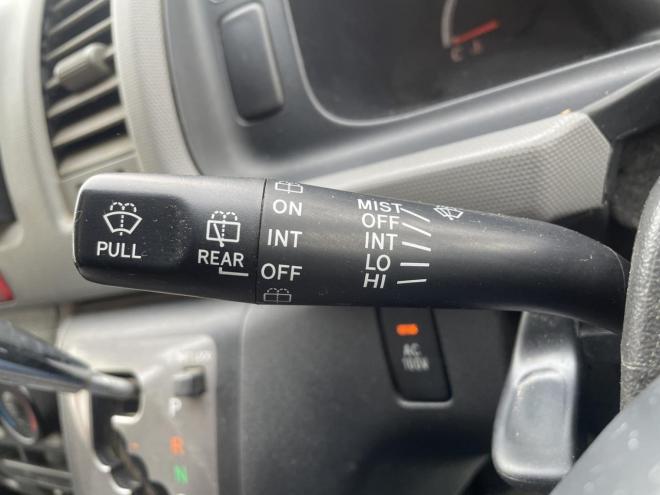 PULL
REAR
ON
INT
OFF
MIST
OFF
INT
LO
HI
C
AC
100V
P
R
N